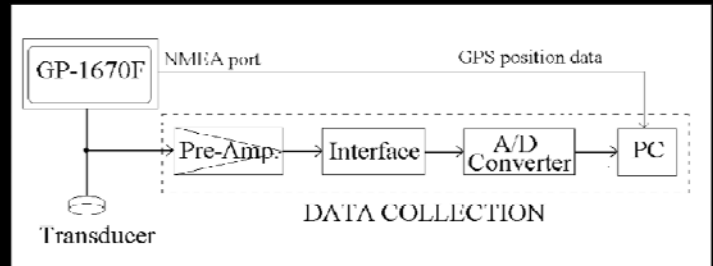 GP-1670F
NMEA port
GPS position data
Pre-Amp.
Interface
A/D
Converter
PC
DATA COLLECTION
Transducer